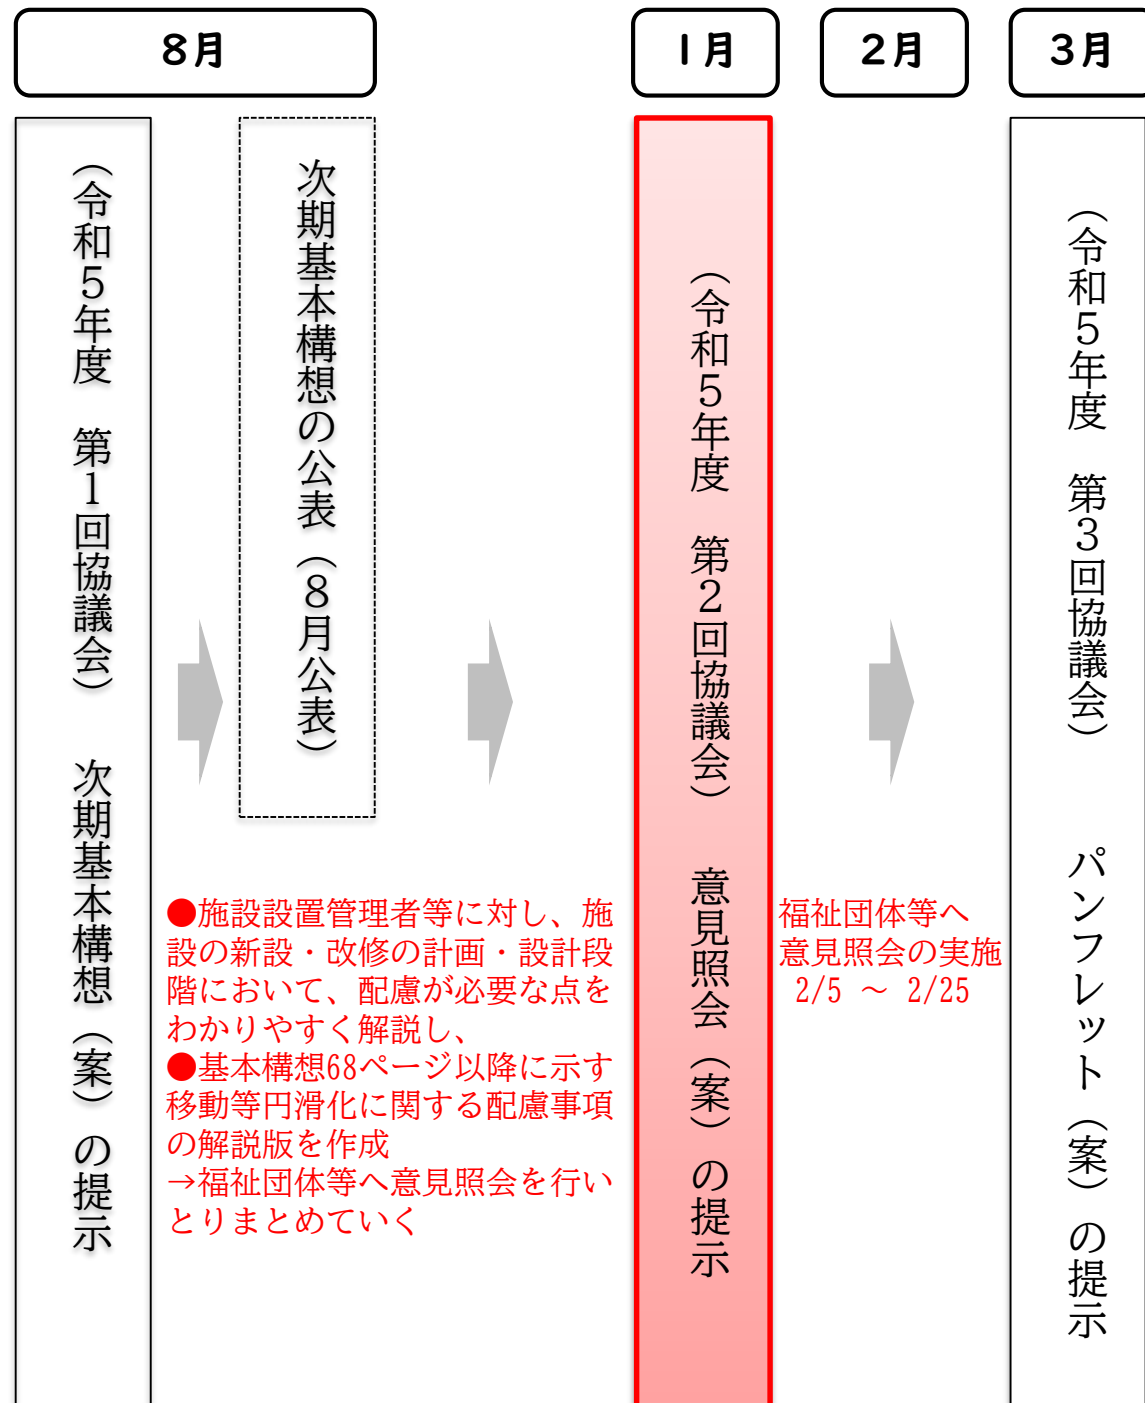 8月
1月
2月
3月
（令和５年度　第１回協議会）　次期基本構想（案）の提示
次期基本構想の公表（８月公表）
●施設設置管理者等に対し、施
設の新設・改修の計画・設計段
階において、配慮が必要な点を
わかりやすく解説し、
●基本構想68ページ以降に示す
移動等円滑化に関する配慮事項
の解説版を作成
→福祉団体等へ意見照会を行い
とりまとめていく
（令和５年度　第２回協議会）　意見照会（案）の提示
福祉団体等へ
意見照会の実施
2/5 ～ 2/25
（令和５年度　第３回協議会）　パンフレット（案）の提示